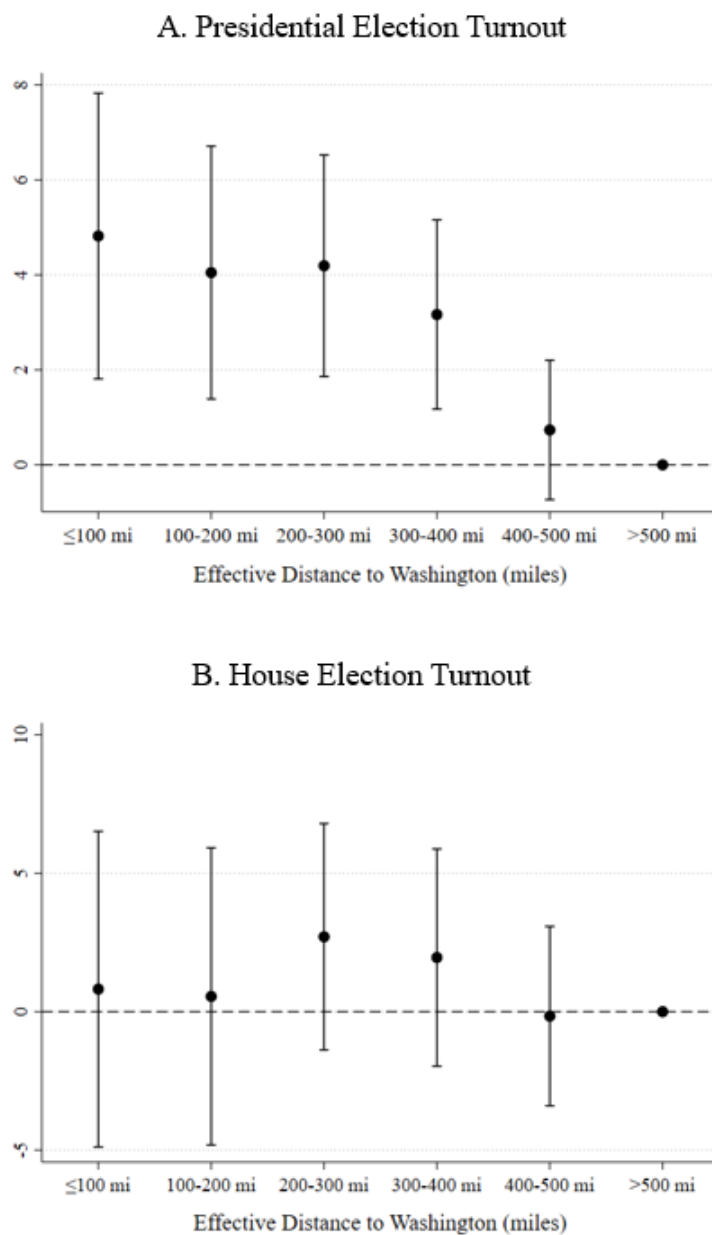 A. Presidential Election Turnout
8
6
4
2
0
≤100 mi 100-200 mi 200-300 mi 300-400 mi 400-500 mi >500 mi
Effective Distance to Washington (miles)
B. House Election Turnout
10
5
0
-5
≤100 mi 100-200 mi 200-300 mi 300-400 mi 400-500 mi >500 mi
Effective Distance to Washington (miles)